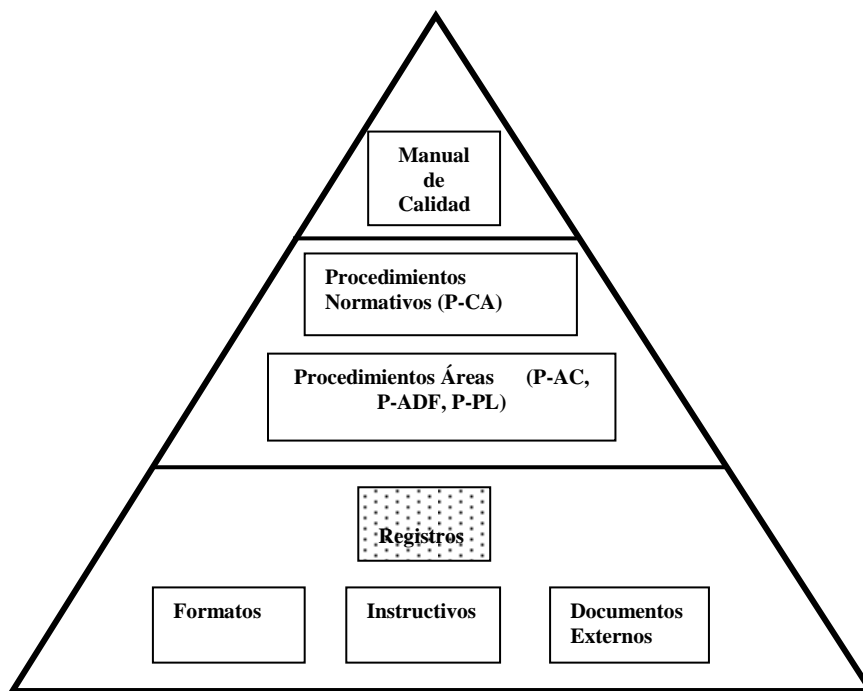 Manual
de
Calidad
Procedimientos
Normativos (P-CA)
Procedimientos Áreas (P-AC,
P-ADF, P-PL)
Registros
Formatos
Instructivos
Documentos
Externos